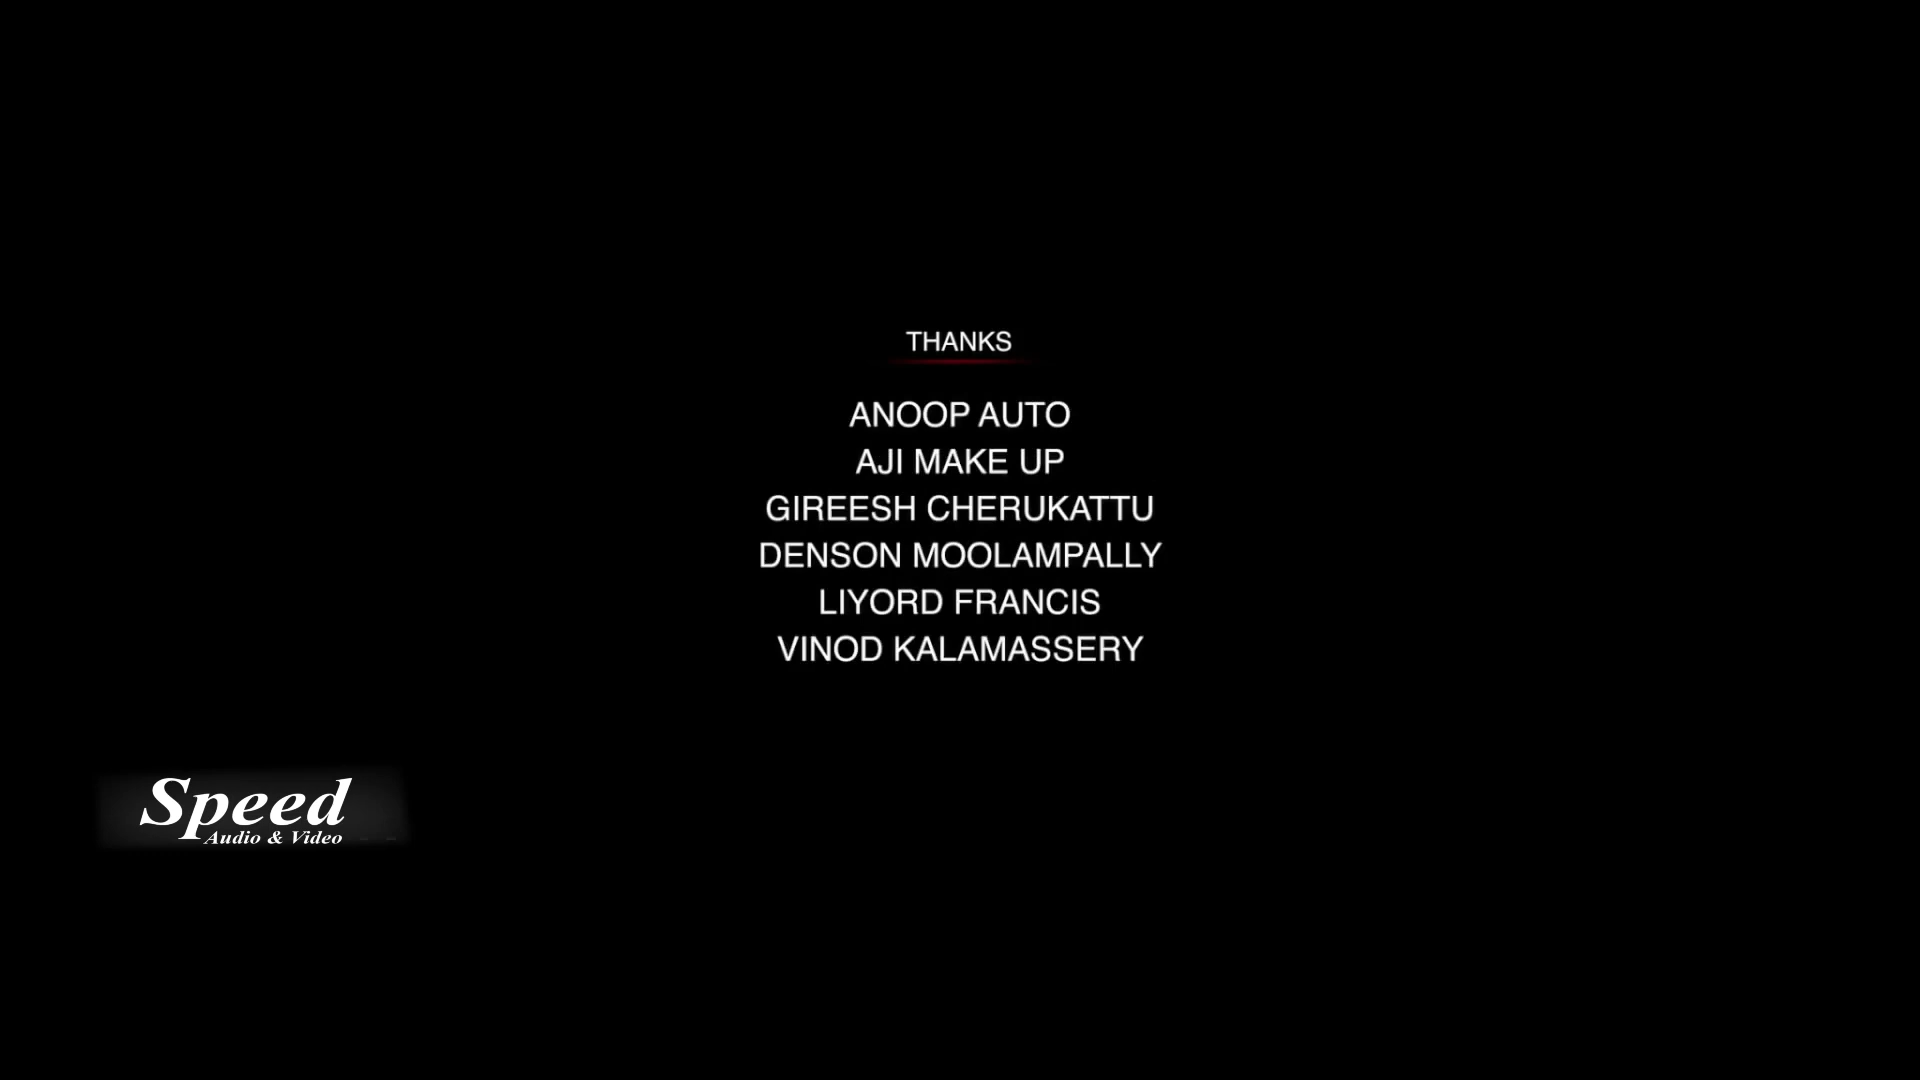 THANKS
ANOOP AUTO
AJI MAKE UP
GIREESH CHERUKATTU
DENSON MOOLAMPALLY
LIYORD FRANCIS
VINOD KALAMASSERY
Speed
Audio & Video